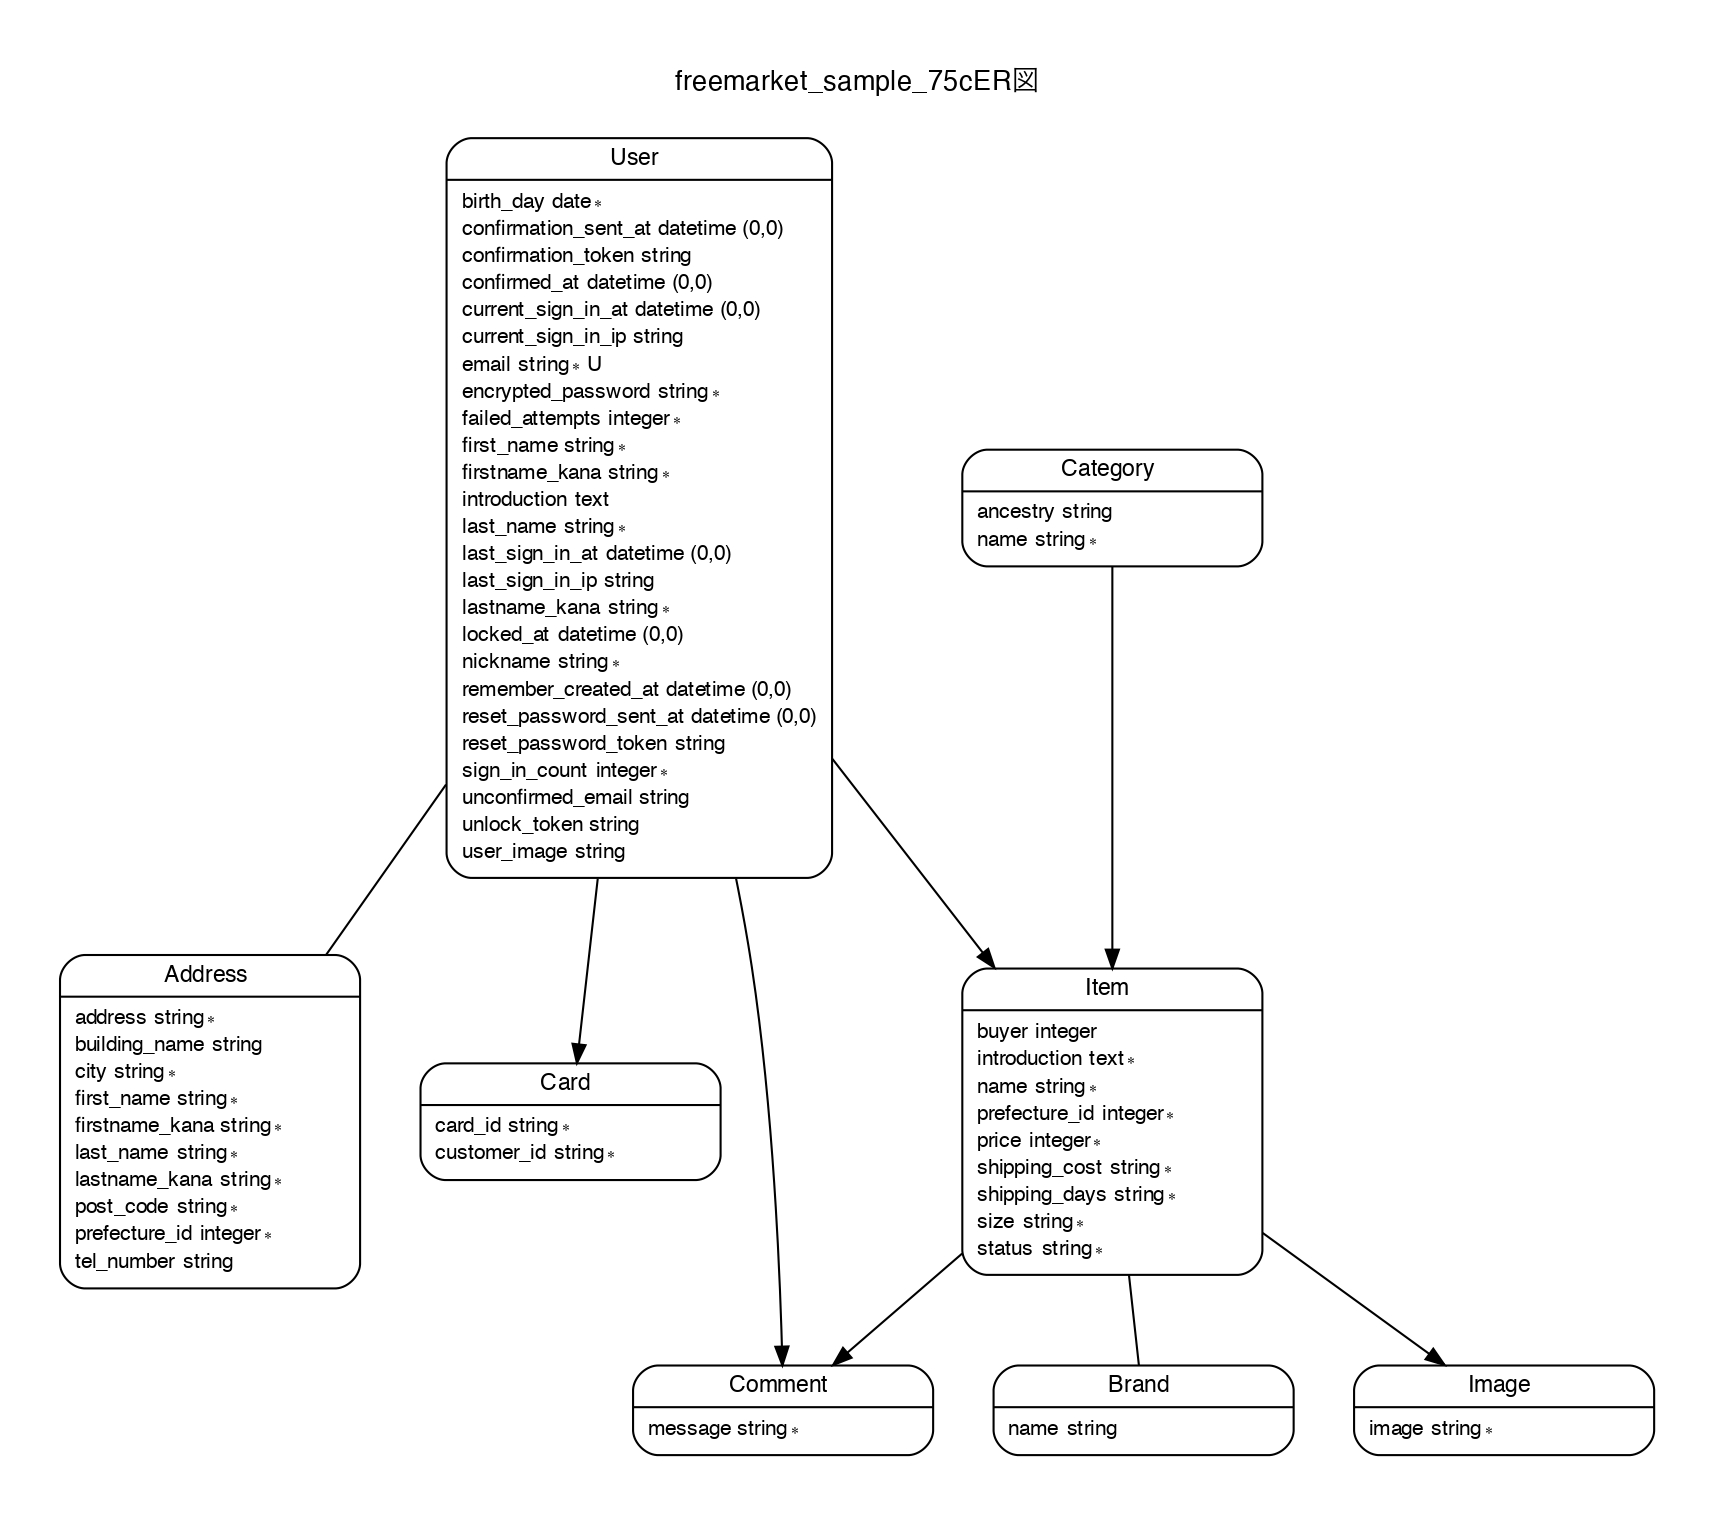 freemarket_sample_75cER図
User
birth_day date∗
confirmation_sent_at datetime (0,0)
confirmation_token string
confirmed_at datetime (0,0)
current_sign_in_at datetime (0,0)
current_sign_in_ip string
email string∗ U
encrypted_password string∗
failed_attempts integer∗
first_name string∗
firstname_kana string∗
introduction text
last_name string∗
last_sign_in_at datetime (0,0)
last_sign_in_ip string
lastname_kana string∗
locked_at datetime (0,0)
nickname string∗
remember_created_at datetime (0,0)
reset_password_sent_at datetime (0,0)
reset_password_token string
sign_in_count integer∗
unconfirmed_email string
unlock_token string
user_image string
Category
ancestry string
name string∗
Address
address string∗
building_name string
city string∗
first_name string∗
firstname_kana string∗
last_name string∗
lastname_kana string∗
post_code string∗
prefecture_id integer∗
tel_number string
Card
card_id string∗
customer_id string∗
Item
buyer integer
introduction text∗
name string∗
prefecture_id integer∗
price integer∗
shipping_cost string∗
shipping_days string∗
size string∗
status string∗
Comment
message string∗
Brand
name string
Image
image string∗